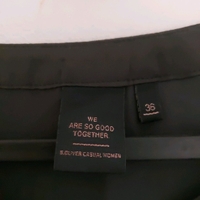 WE
ARE SO GOOD
TOGETHER.
S.OLIVER CASUAL WOMEN
36